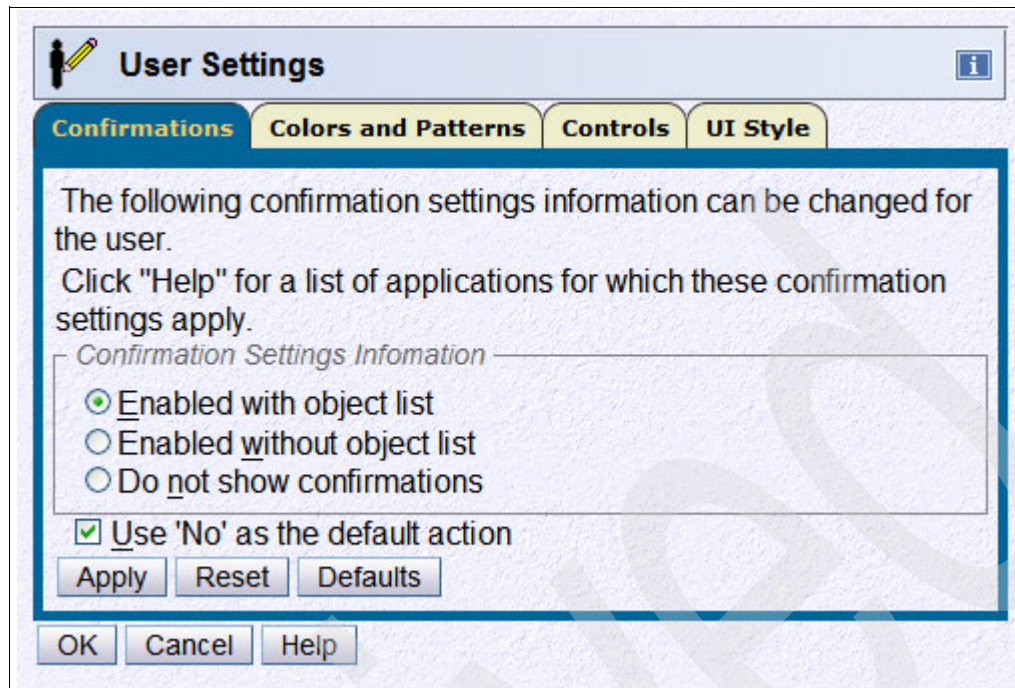 User Settings
i
Confirmations Colors and Patterns Controls UI Style
The following confirmation settings information can be changed for
the user.
Click "Help" for a list of applications for which these confirmation
settings apply.
Confirmation Settings Infomation
Enabled with object list
Enabled without object list
Do not show confirmations
Use 'No' as the default action
Apply Reset Defaults
OK Cancel Help